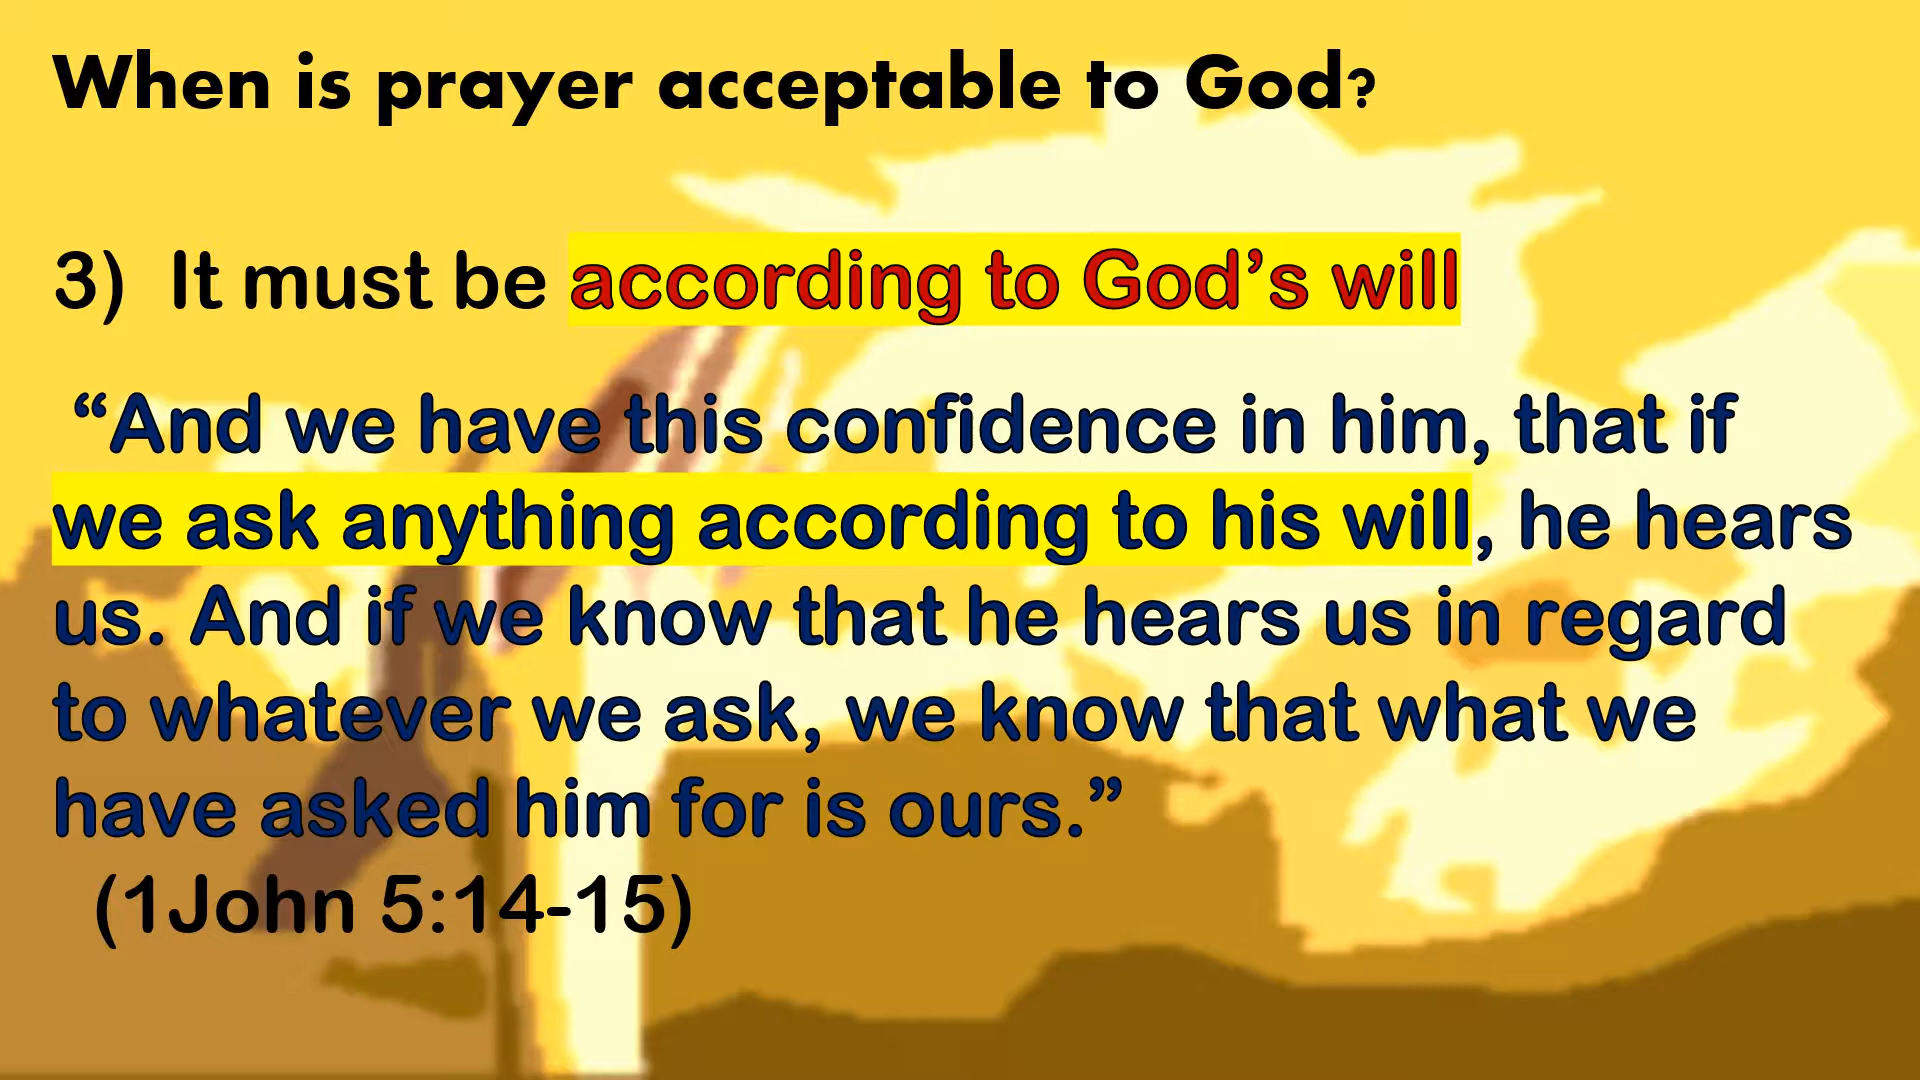 When is prayer acceptable to God?
3) It must be according to God’s will
“And we have this confidence in him, that if
we ask anything according to his will, he hears
us. And if we know that he hears us in regard
to whatever we ask, we know that what we
have asked him for is ours.”
(1John 5:14-15)